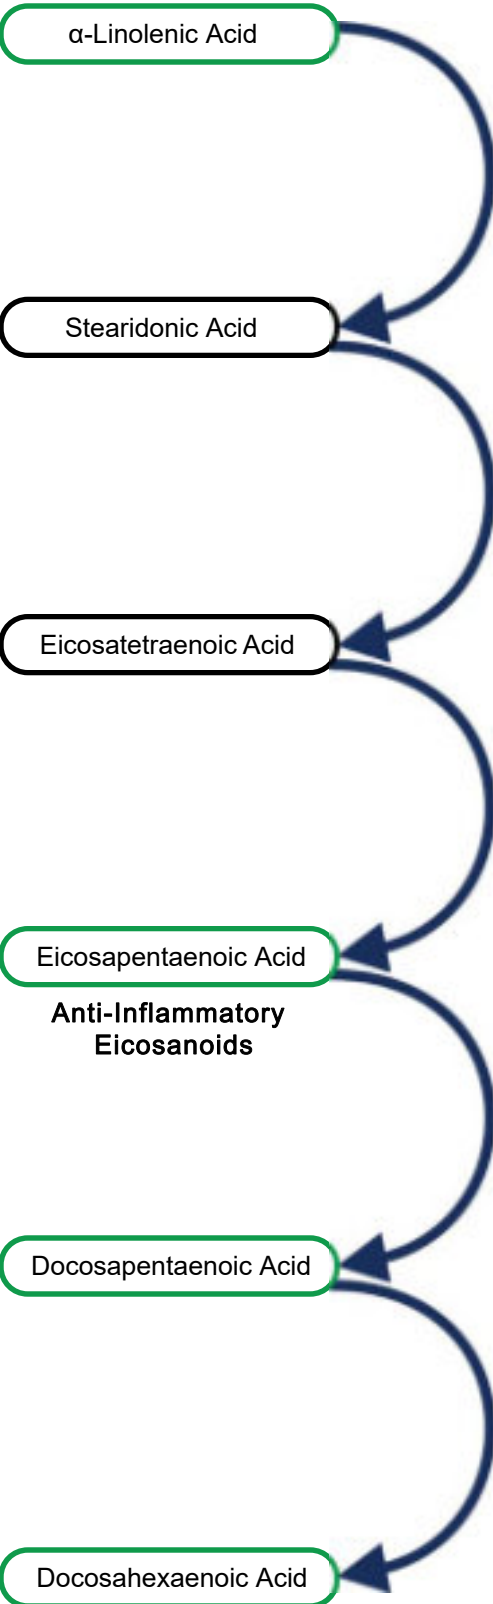 α-Linolenic Acid
Stearidonic Acid
Eicosatetraenoic Acid
Eicosapentaenoic Acid
Anti-Inflammatory
Eicosanoids
Docosapentaenoic Acid
Docosahexaenoic Acid